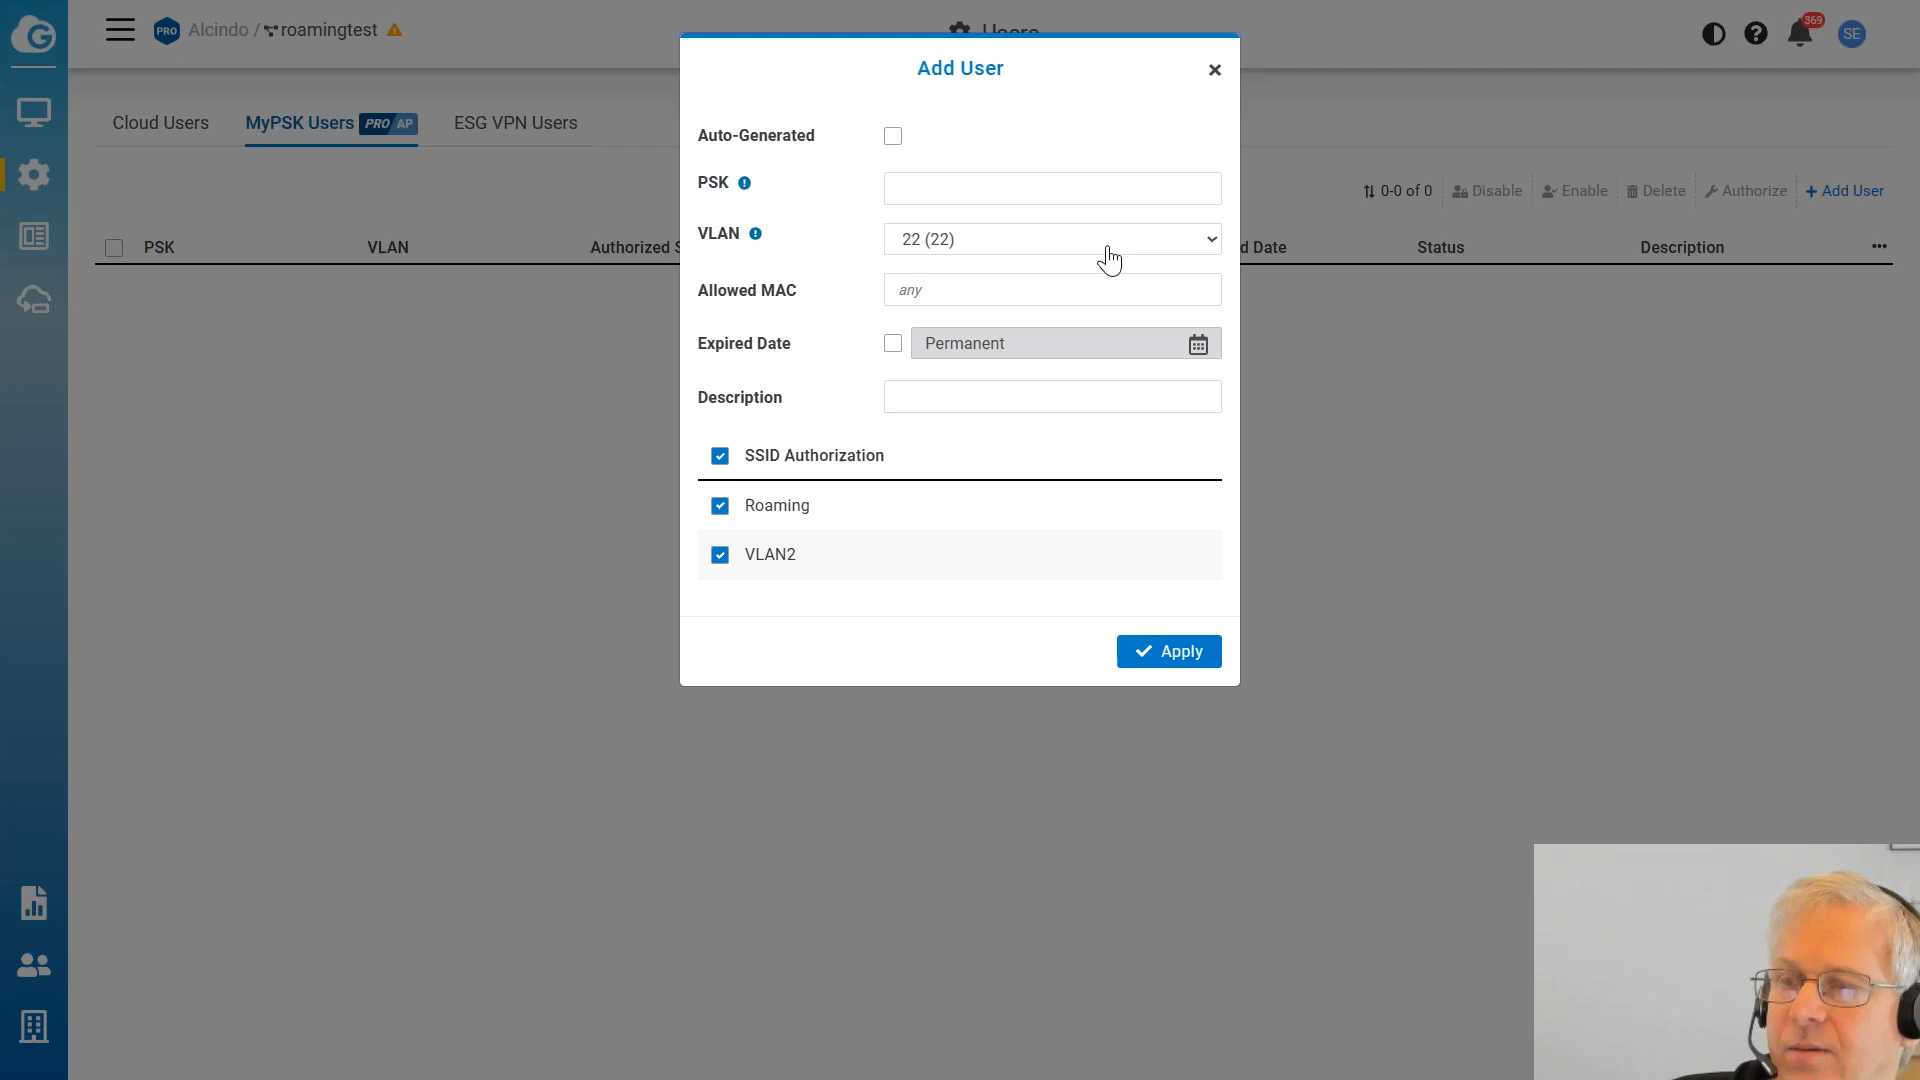 PRO Alcindo / roamingtest
Users
369
SE
Add User
Cloud Users
MyPSK Users PRO AP
ESG VPN Users
Auto-Generated
PSK
0-0 of 0
Disable
Enable
Delete
Authorize
+ Add User
VLAN
22 (22)
PSK
VLAN
Authorized S
d Date
Status
Description
Allowed MAC
any
Expired Date
Permanent
Description
SSID Authorization
Roaming
VLAN2
Apply